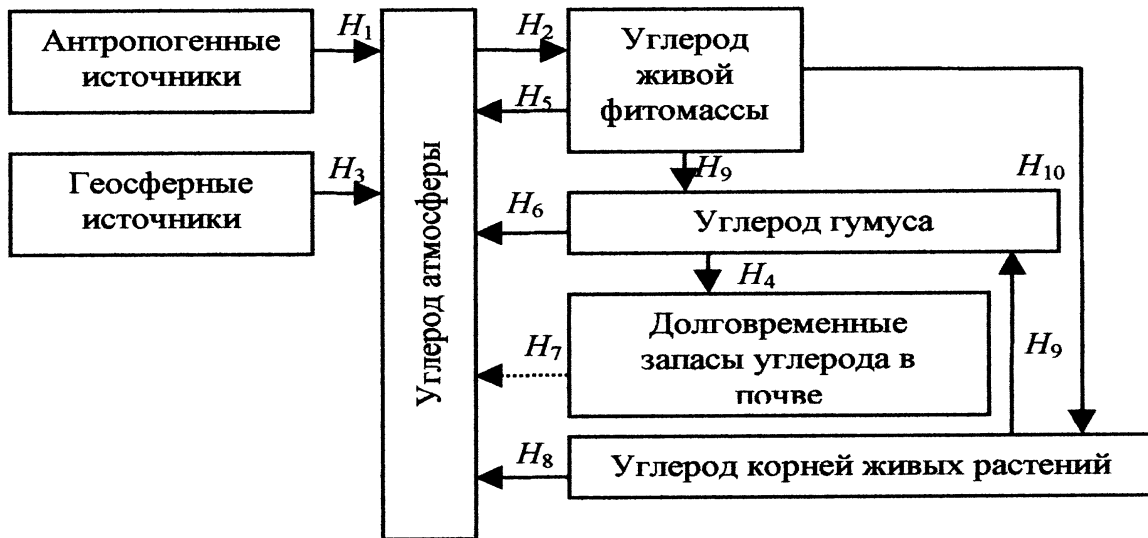 Антропогенные
источники
H1
Углерод атмосферы
H2
Углерод
живой
фитомассы
H5
Геосферные
источники
H3
H9
H10
H6
Углерод гумуса
H4
Долговременные
запасы углерода в
почве
H7
H9
H8
Углерод корней живых растений